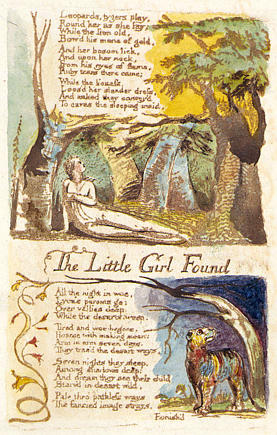 Leopards, tygers play,
Round her as she lay;
While the lion old,
Bow'd his mane of gold.
And her bosom lick,
And upon her neck,
From his eyes of flame,
Ruby tears there came;
While the lioness
Loos'd her slender dress,
And naked they convey'd
To caves the sleeping maid.
The Little Girl Found
All the night in woe,
Lyca's parents go:
Over vallies deep,
While the desarts weep.
Tired and woe-begone,
Hoarse with making moan:
Arm in arm seven days,
They trac'd the desart ways.
Seven nights they sleep,
Among shadows deep:
And dream they see their child
Starv'd in desart wild.
Pale thro pathless ways
The fancied image strays,
Famish'd